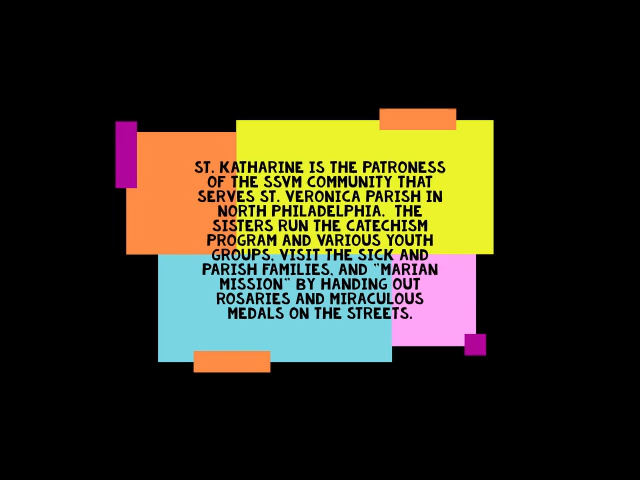 ST. KATHARINE IS THE PATRONESS
OF THE SSVM COMMUNITY THAT
SERVES ST. VERONICA PARISH IN
NORTH PHILADELPHIA. THE
SISTERS RUN THE CATECHISM
PROGRAM AND VARIOUS YOUTH
GROUPS, VISIT THE SICK AND
PARISH FAMILIES, AND "MARIAN
MISSION" BY HANDING OUT
ROSARIES AND MIRACULOUS
MEDALS ON THE STREETS.